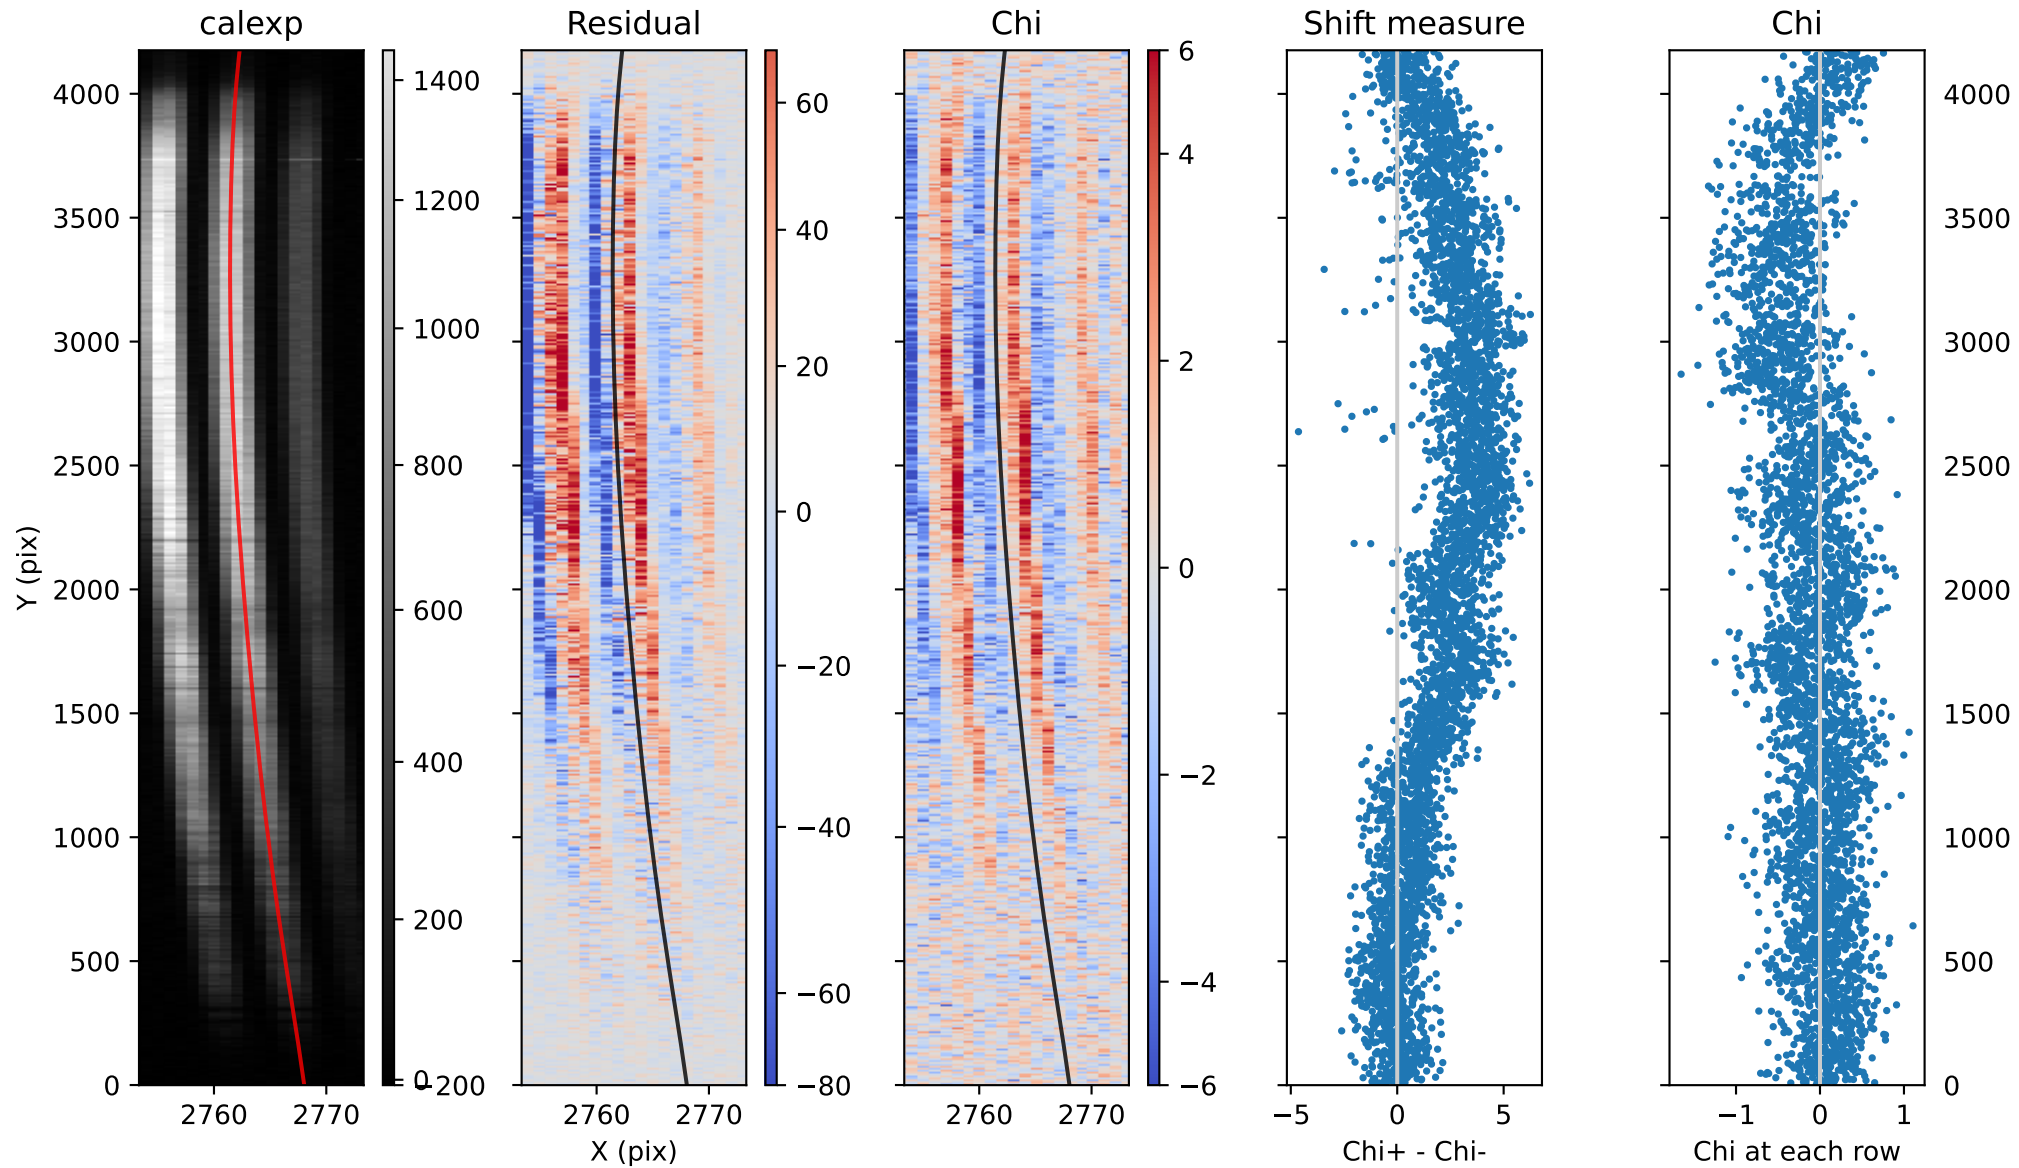 calexp Residual Chi Shift measure Chi
4000 1400 60 6 4000
3500 1200 40 4 3500
3000 1000 20 2 3000
2500 800 0 0 2500
2000 600 −20 −2 2000
1500 400 −40 −4 1500
1000 200 −60 −6 1000
500 0 −80 500
0 −200 0
2760 2770 2760 2770 2760 2770 −5 0 5 −1 0 1
Y (pix)
X (pix) Chi+ - Chi- Chi at each row